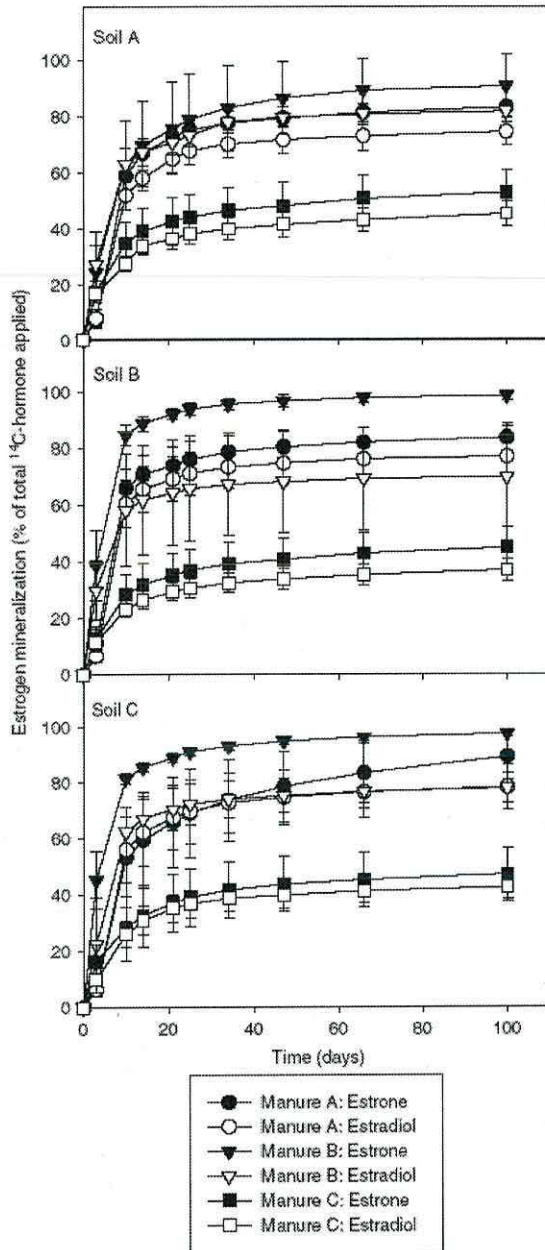 Soil A
100
80
60
40
20
0
Soil B
100
80
60
40
20
0
Soil C
100
80
60
40
20
0
Estrogen mineralization (% of total ¹⁴C-hormone applied)
0 20 40 60 80 100
Time (days)
Manure A: Estrone
Manure A: Estradiol
Manure B: Estrone
Manure B: Estradiol
Manure C: Estrone
Manure C: Estradiol